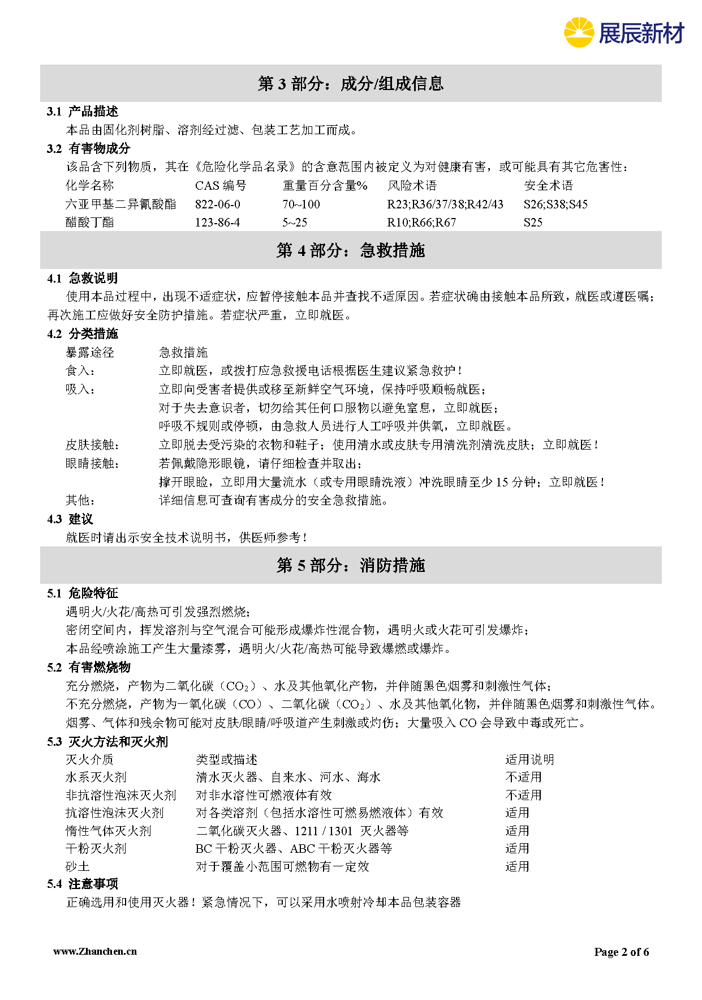 展辰新材
第 3 部分：成分/组成信息
3.1 产品描述
本品由固化剂树脂、溶剂经过滤、包装工艺加工而成。
3.2 有害物成分
该品含下列物质，其在《危险化学品名录》的含意范围内被定义为对健康有害，或可能具有其它危害性：
化学名称 CAS 编号 重量百分含量% 风险术语 安全术语
六亚甲基二异氰酸酯 822-06-0 70~100 R23;R36/37/38;R42/43 S26;S38;S45
醋酸丁酯 123-86-4 5~25 R10;R66;R67 S25
第 4 部分：急救措施
4.1 急救说明
使用本品过程中，出现不适症状，应暂停接触本品并查找不适原因。若症状确由接触本品所致，就医或遵医嘱；
再次施工应做好安全防护措施。若症状严重，立即就医。
4.2 分类措施
暴露途径 急救措施
食入： 立即就医，或拨打应急救援电话根据医生建议紧急救护！
吸入： 立即向受害者提供或移至新鲜空气环境，保持呼吸顺畅就医；
对于失去意识者，切勿给其任何口服物以避免窒息，立即就医；
呼吸不规则或停顿，由急救人员进行人工呼吸并供氧，立即就医。
皮肤接触： 立即脱去受污染的衣物和鞋子；使用清水或皮肤专用清洗剂清洗皮肤；立即就医！
眼睛接触： 若佩戴隐形眼镜，请仔细检查并取出；
撑开眼睑，立即用大量流水（或专用眼睛洗液）冲洗眼睛至少 15 分钟；立即就医！
其他： 详细信息可查询有害成分的安全急救措施。
4.3 建议
就医时请出示安全技术说明书，供医师参考！
第 5 部分：消防措施
5.1 危险特征
遇明火/火花/高热可引发强烈燃烧；
密闭空间内，挥发溶剂与空气混合可能形成爆炸性混合物，遇明火或火花可引发爆炸；
本品经喷涂施工产生大量漆雾，遇明火/火花/高热可能导致爆燃或爆炸。
5.2 有害燃烧物
充分燃烧，产物为二氧化碳（CO₂）、水及其他氧化产物，并伴随黑色烟雾和刺激性气体；
不充分燃烧，产物为一氧化碳（CO）、二氧化碳（CO₂）、水及其他氧化物，并伴随黑色烟雾和刺激性气体。
烟雾、气体和残余物可能对皮肤/眼睛/呼吸道产生刺激或灼伤；大量吸入 CO 会导致中毒或死亡。
5.3 灭火方法和灭火剂
灭火介质 类型或描述 适用说明
水系灭火剂 清水灭火器、自来水、河水、海水 不适用
非抗溶性泡沫灭火剂 对非水溶性可燃液体有效 不适用
抗溶性泡沫灭火剂 对各类溶剂（包括水溶性可燃易燃液体）有效 适用
惰性气体灭火剂 二氧化碳灭火器、1211 / 1301 灭火器等 适用
干粉灭火剂 BC 干粉灭火器、ABC 干粉灭火器等 适用
砂土 对于覆盖小范围可燃物有一定效 适用
5.4 注意事项
正确选用和使用灭火器！紧急情况下，可以采用水喷射冷却本品包装容器
www.Zhanchen.cn Page 2 of 6